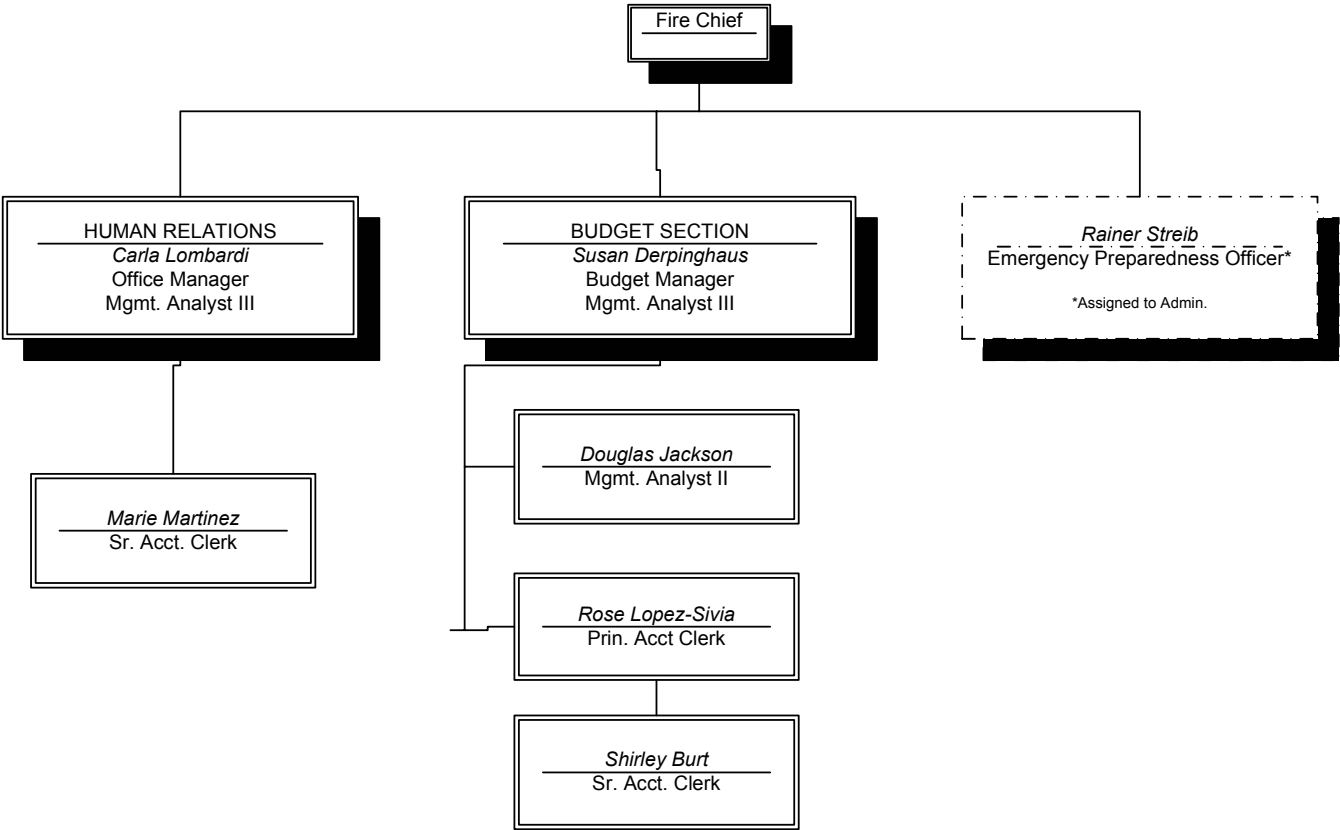 Fire Chief
HUMAN RELATIONS
Carla Lombardi
Office Manager
Mgmt. Analyst III
BUDGET SECTION
Susan Derpinghaus
Budget Manager
Mgmt. Analyst III
Rainer Streib
Emergency Preparedness Officer*
*Assigned to Admin.
Marie Martinez
Sr. Acct. Clerk
Douglas Jackson
Mgmt. Analyst II
Rose Lopez-Sivia
Prin. Acct Clerk
Shirley Burt
Sr. Acct. Clerk